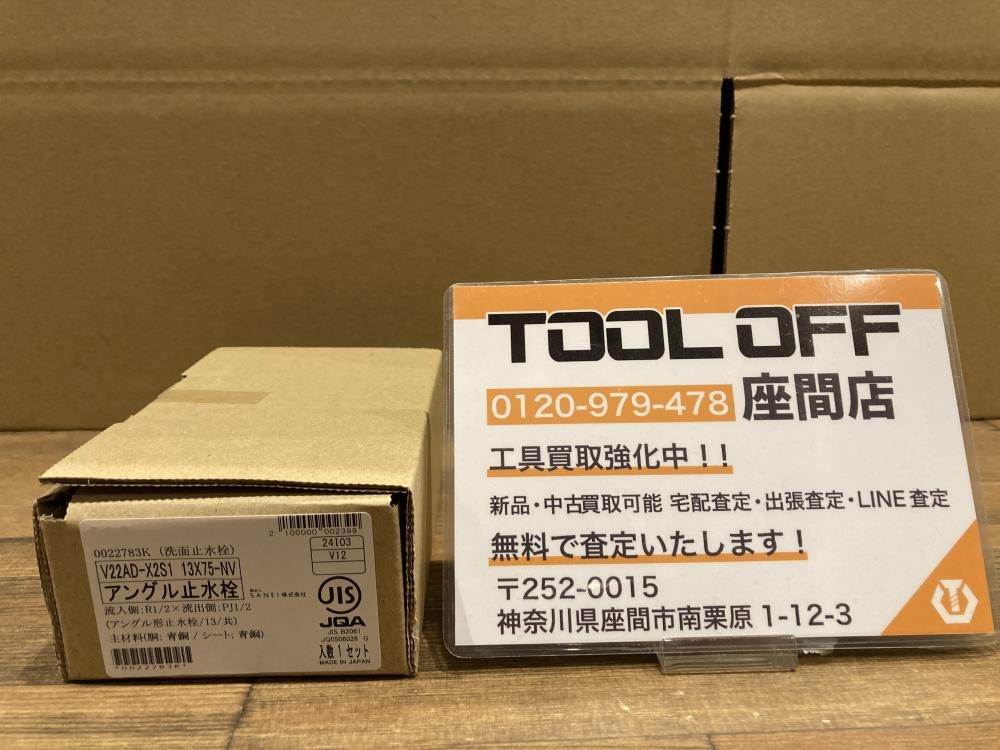 2 100000 002399
0022783K (洗面止水栓)
24I03
V12
V22AD-X2S1 13X75-NV
アングル止水栓
SANEI株式会社
流入側:R1/2×流出側:PJ1/2
(アングル形止水栓/13/共)
主材料(胴: 青銅 / シート: 青銅)
*0022783K*
JIS
JQA
JIS B2061
JQ0506028 G
入数1セット
MADE IN JAPAN
TOOL OFF
0120-979-478 座間店
工具買取強化中!!
新品・中古買取可能 宅配査定・出張査定・LINE査定
無料で査定いたします!
〒252-0015
神奈川県座間市南栗原 1-12-3